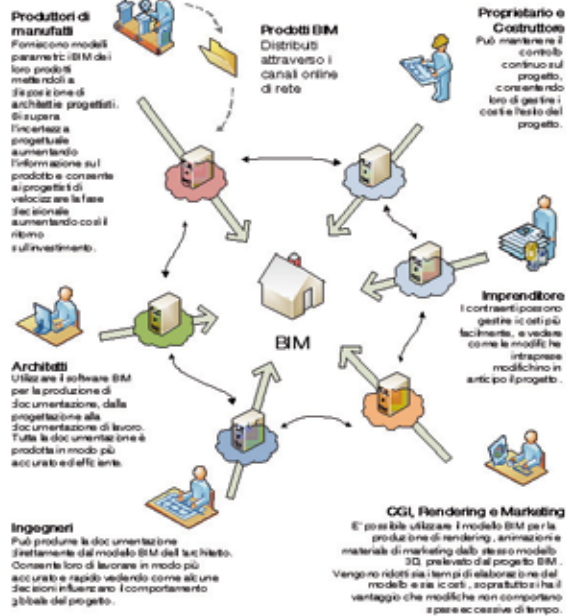 Produttori di
manufatti
Forniscono modelli
parametrici BIM dei
loro prodotti
mettendoli a
disposizione di
architetti e progettisti.
Si supera
l'incertezza
progettuale
aumentando
l'informazione sul
prodotto e consente
ai progettisti di
velocizzare la fase
decisionale
aumentando così il
ritorno
sull'investimento.
Prodotti BIM
Distribuiti
attraverso i
canali online
di rete
Proprietario e
Costruttore
Può mantenere il
controllo
continuo sul
progetto,
consentendo
loro di gestire i
costi e l'esito del
progetto.
Imprenditore
I contraenti possono
gestire i costi più
facilmente, e vedere
come le modifiche
intraprese
modifichino in
anticipo il progetto.
BIM
Architetti
Utilizzare il software BIM
per la produzione di
documentazione, dalla
progettazione alla
documentazione di lavoro.
Tutta la documentazione è
prodotta in modo più
accurato ed efficiente.
Ingegneri
Può produrre la documentazione
direttamente dal modello BIM dell'architetto.
Consente loro di lavorare in modo più
accurato e rapido vedendo come alcune
decisioni influenzano il comportamento
globale del progetto.
CGI, Rendering e Marketing
E' possibile utilizzare il modello BIM per la
produzione di rendering, animazioni e
materiale di marketing dallo stesso modello
3D, prelevato dal progetto BIM.
Vengono ridotti sia i tempi di elaborazione del
modello e sia i costi, soprattutto si ha il
vantaggio che modifiche non comportano
spese eccessive di tempo.